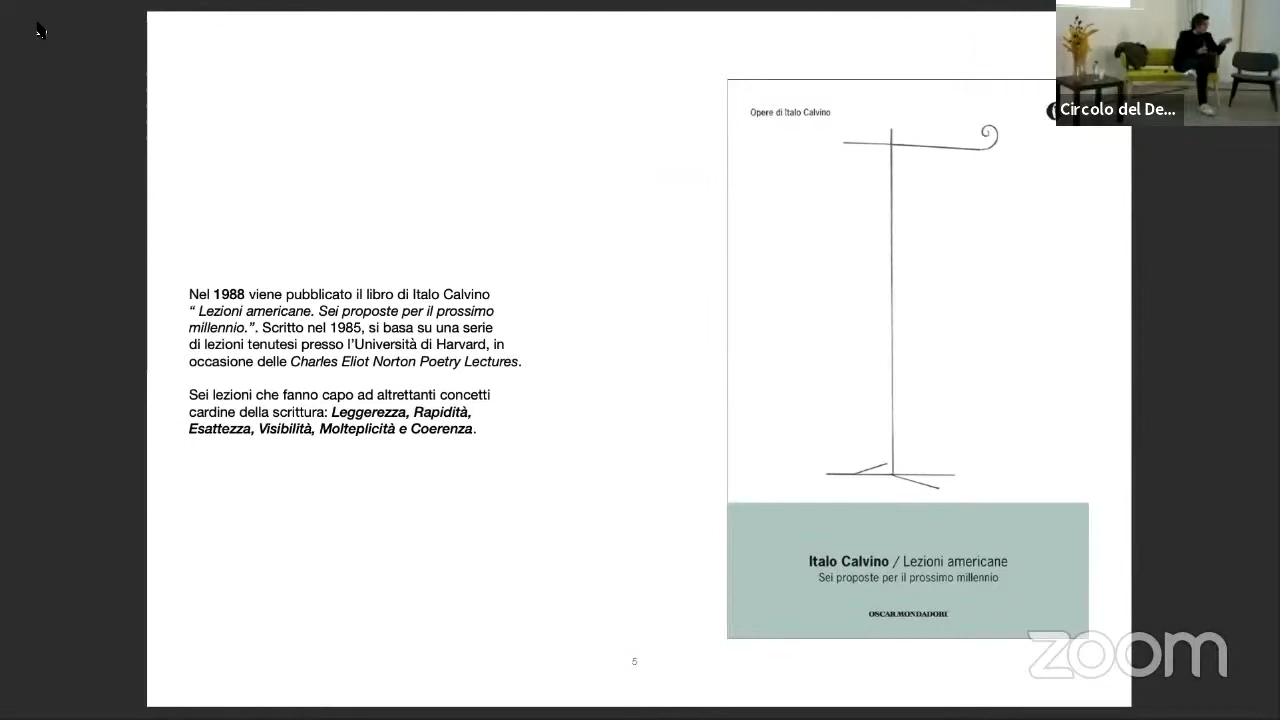 Circolo del De...
Opere di Italo Calvino
Nel 1988 viene pubblicato il libro di Italo Calvino
“ Lezioni americane. Sei proposte per il prossimo
millennio.”. Scritto nel 1985, si basa su una serie
di lezioni tenutesi presso l’Università di Harvard, in
occasione delle Charles Eliot Norton Poetry Lectures.
Sei lezioni che fanno capo ad altrettanti concetti
cardine della scrittura: Leggerezza, Rapidità,
Esattezza, Visibilità, Molteplicità e Coerenza.
Italo Calvino / Lezioni americane
Sei proposte per il prossimo millennio
OSCAR MONDADORI
5
zoom